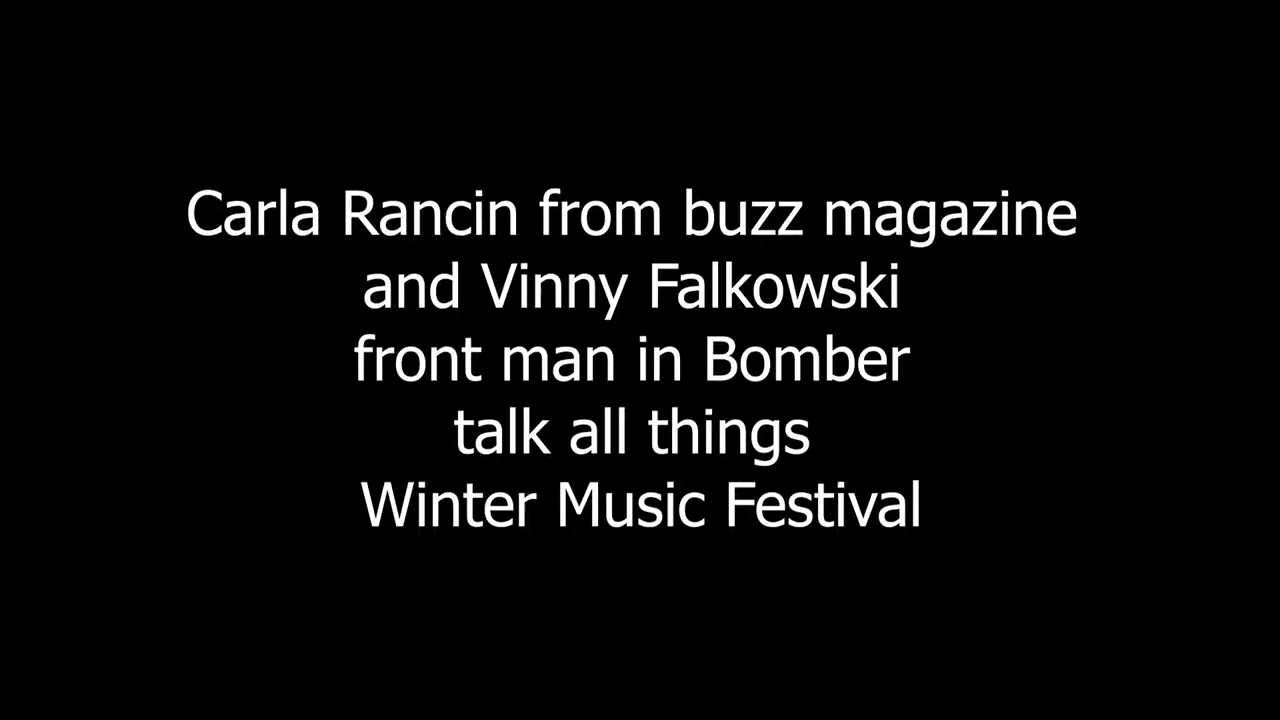 Carla Rancin from buzz magazine
and Vinny Falkowski
front man in Bomber
talk all things
Winter Music Festival